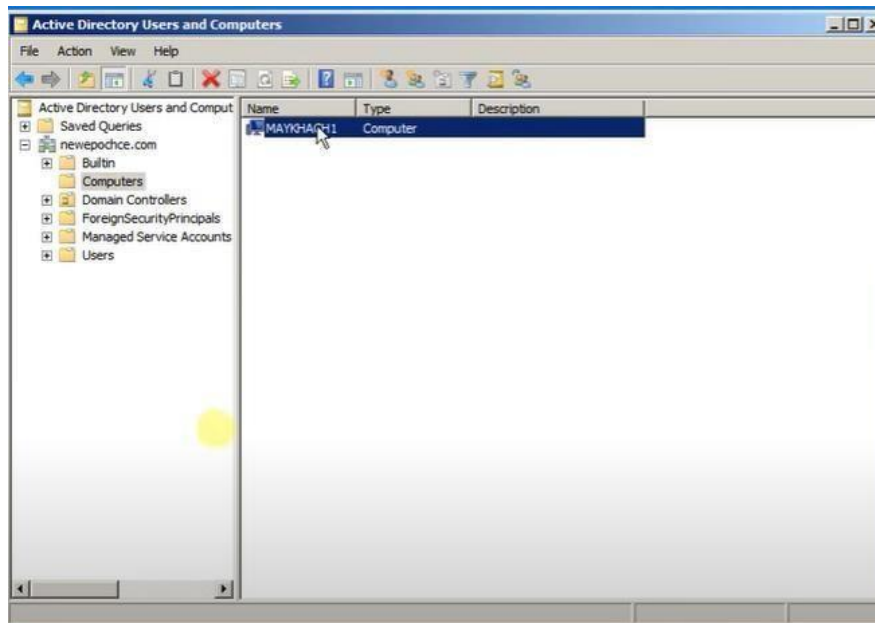 Active Directory Users and Computers
File Action View Help
Active Directory Users and Comput
Saved Queries
newepochce.com
Builtin
Computers
Domain Controllers
ForeignSecurityPrincipals
Managed Service Accounts
Users
Name Type Description
MAYKHACH1 Computer